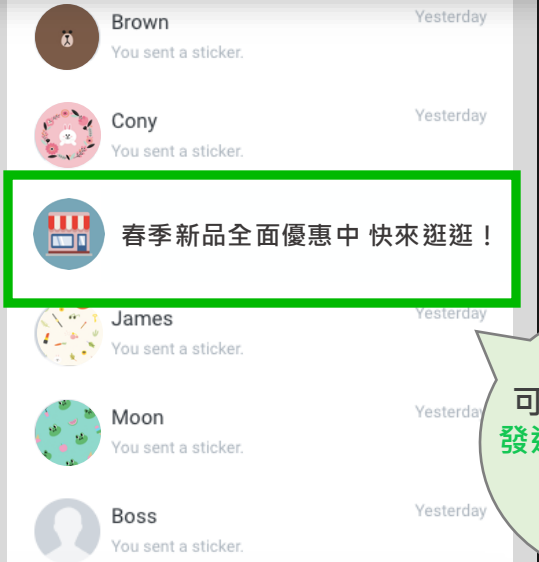 Brown
Yesterday
You sent a sticker.
Cony
Yesterday
You sent a sticker.
春季新品全面優惠中 快來逛逛！
James
Yesterday
You sent a sticker.
Moon
Yesterday
You sent a sticker.
可
發送
Boss
Yesterday
You sent a sticker.